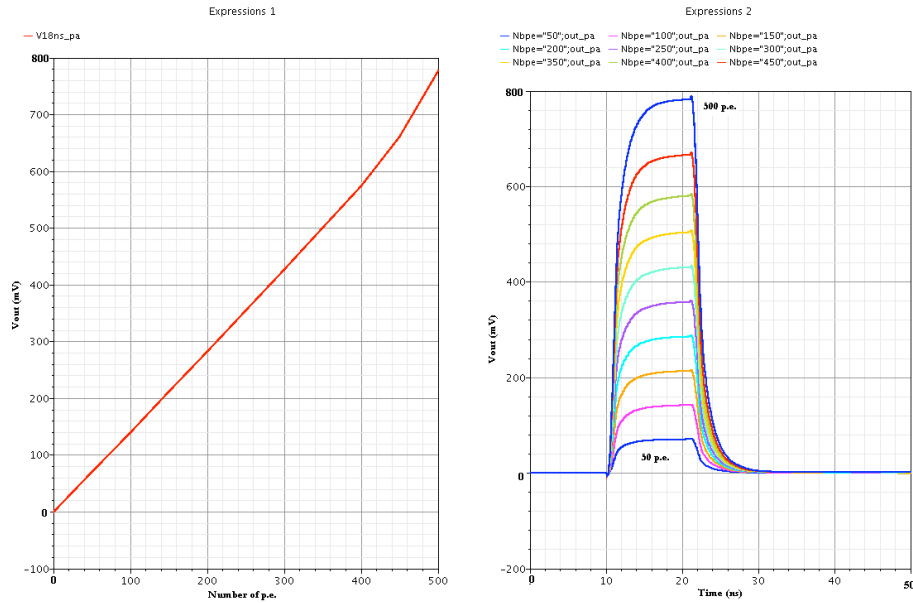 Expressions 1
V18ns_pa
800
700
600
500
400
300
200
100
0
-100
Vout (mV)
0
100
200
300
400
500
Number of p.e.
Expressions 2
Nbpe="50";out_pa Nbpe="100";out_pa Nbpe="150";out_pa
Nbpe="200";out_pa Nbpe="250";out_pa Nbpe="300";out_pa
Nbpe="350";out_pa Nbpe="400";out_pa Nbpe="450";out_pa
800
600
400
200
0
-200
Vout (mV)
500 p.e.
50 p.e.
0
10
20
30
40
50
Time (ns)